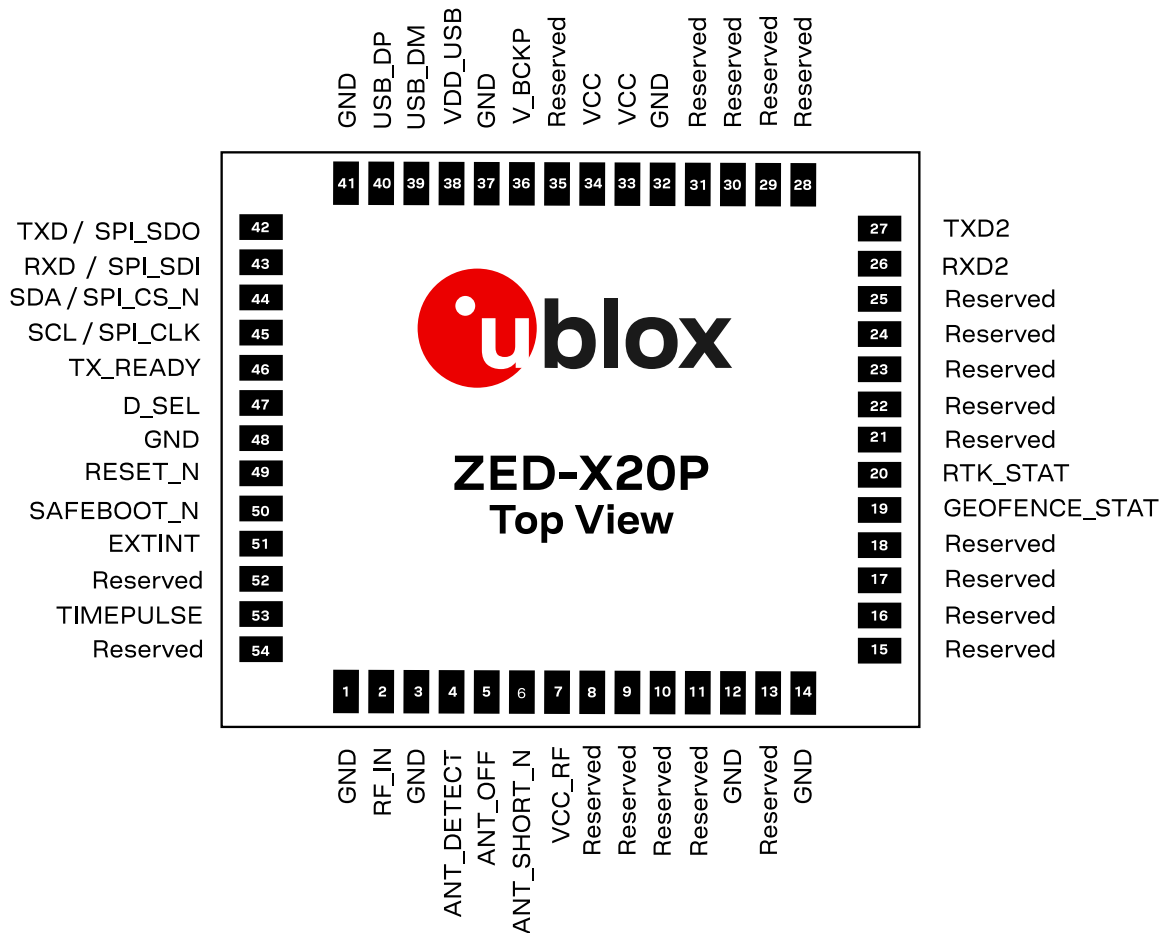 GND
USB_DP
USB_DM
VDD_USB
GND
V_BCKP
Reserved
VCC
VCC
GND
Reserved
Reserved
Reserved
Reserved
41 40 39 38 37 36 35 34 33 32 31 30 29 28
TXD / SPI_SDO 42
RXD / SPI_SDI 43
SDA / SPI_CS_N 44
SCL / SPI_CLK 45
TX_READY 46
D_SEL 47
GND 48
RESET_N 49
SAFEBOOT_N 50
EXTINT 51
Reserved 52
TIMEPULSE 53
Reserved 54
ublox
ZED-X20P
Top View
27 TXD2
26 RXD2
25 Reserved
24 Reserved
23 Reserved
22 Reserved
21 Reserved
20 RTK_STAT
19 GEOFENCE_STAT
18 Reserved
17 Reserved
16 Reserved
15 Reserved
1 2 3 4 5 6 7 8 9 10 11 12 13 14
GND
RF_IN
GND
ANT_DETECT
ANT_OFF
ANT_SHORT_N
VCC_RF
Reserved
Reserved
Reserved
Reserved
GND
Reserved
GND